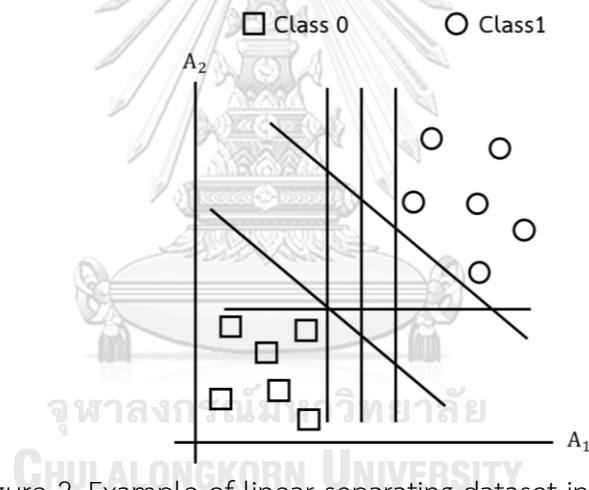 Class 0 Class1
A₂
A₁
จุฬาลงกรณ์มหาวิทยาลัย
CHULALONGKORN UNIVERSITY
gure 2 Example of linear separating dataset in